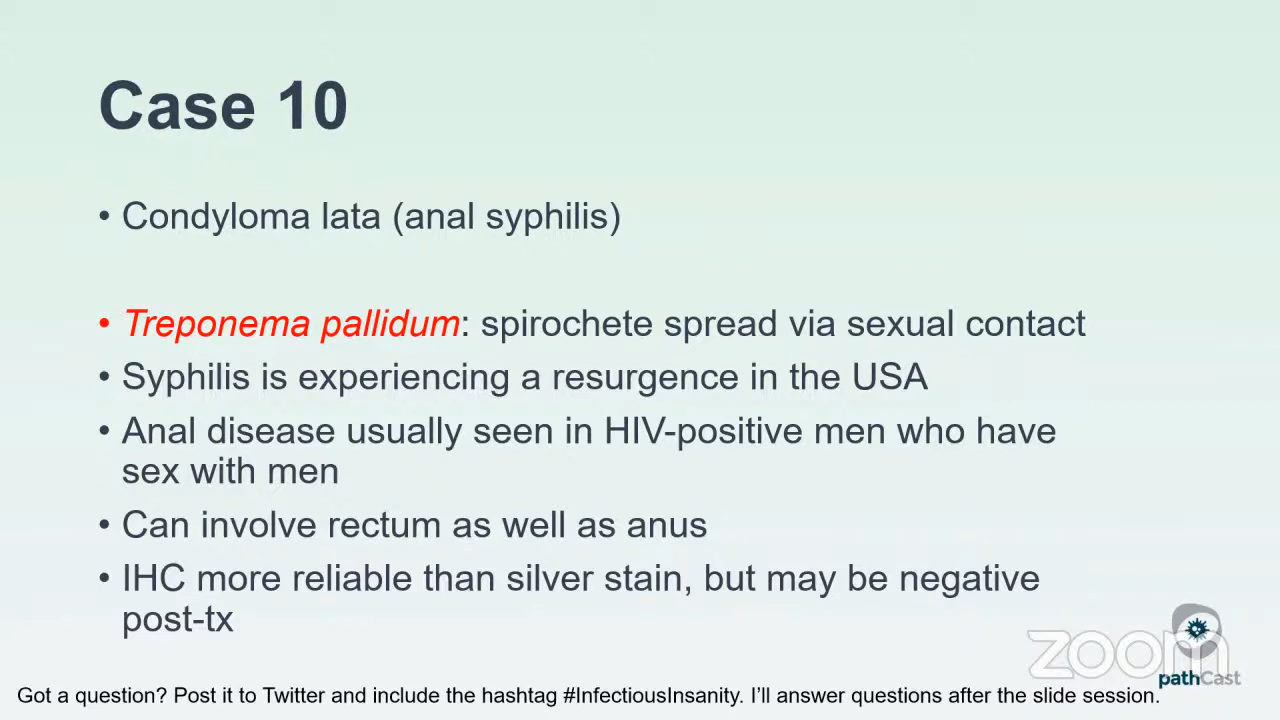 Case 10
• Condyloma lata (anal syphilis)
• Treponema pallidum: spirochete spread via sexual contact
• Syphilis is experiencing a resurgence in the USA
• Anal disease usually seen in HIV-positive men who have
sex with men
• Can involve rectum as well as anus
• IHC more reliable than silver stain, but may be negative
post-tx
zoom
pathCast
Got a question? Post it to Twitter and include the hashtag #InfectiousInsanity. I’ll answer questions after the slide session.